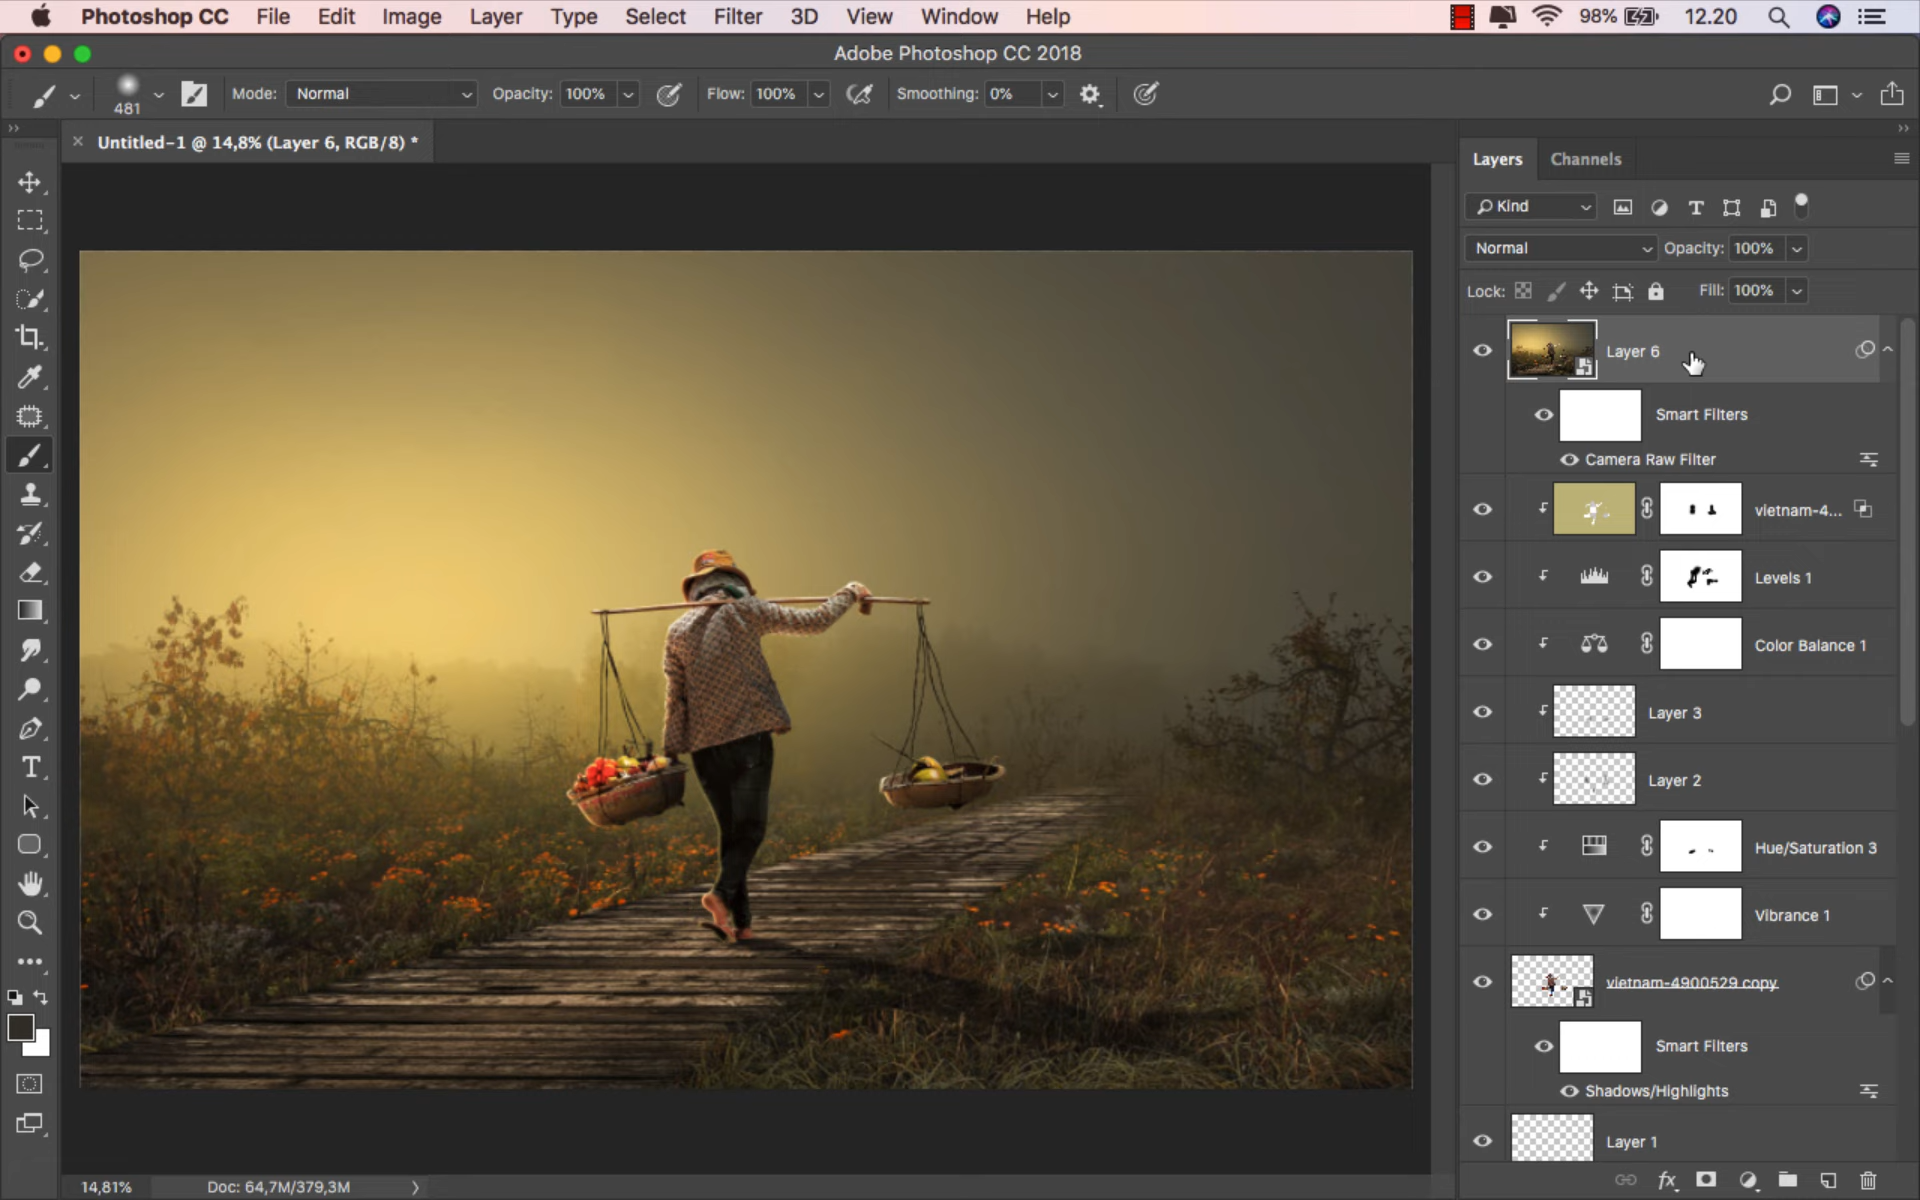 Photoshop CC File Edit Image Layer Type Select Filter 3D View Window Help 98% 12.20
Adobe Photoshop CC 2018
481 Mode: Normal Opacity: 100% Flow: 100% Smoothing: 0%
Untitled-1 @ 14,8% (Layer 6, RGB/8) *
Layers Channels
Kind
Normal Opacity: 100%
Lock: Fill: 100%
Layer 6
Smart Filters
Camera Raw Filter
vietnam-4...
Levels 1
Color Balance 1
Layer 3
Layer 2
Hue/Saturation 3
Vibrance 1
vietnam-4900529 copy
Smart Filters
Shadows/Highlights
Layer 1
14,81% Doc: 64,7M/379,3M